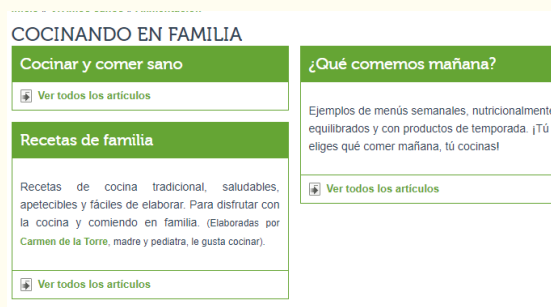 COCINANDO EN FAMILIA
Cocinar y comer sano
Ver todos los artículos
Recetas de familia
Recetas de cocina tradicional, saludables,
apetecibles y fáciles de elaborar. Para disfrutar con
la cocina y comiendo en familia. (Elaboradas por
Carmen de la Torre, madre y pediatra, le gusta cocinar).
Ver todos los artículos
¿Qué comemos mañana?
Ejemplos de menús semanales, nutricionalmente
equilibrados y con productos de temporada. ¡Tú
eliges qué comer mañana, tú cocinas!
Ver todos los artículos